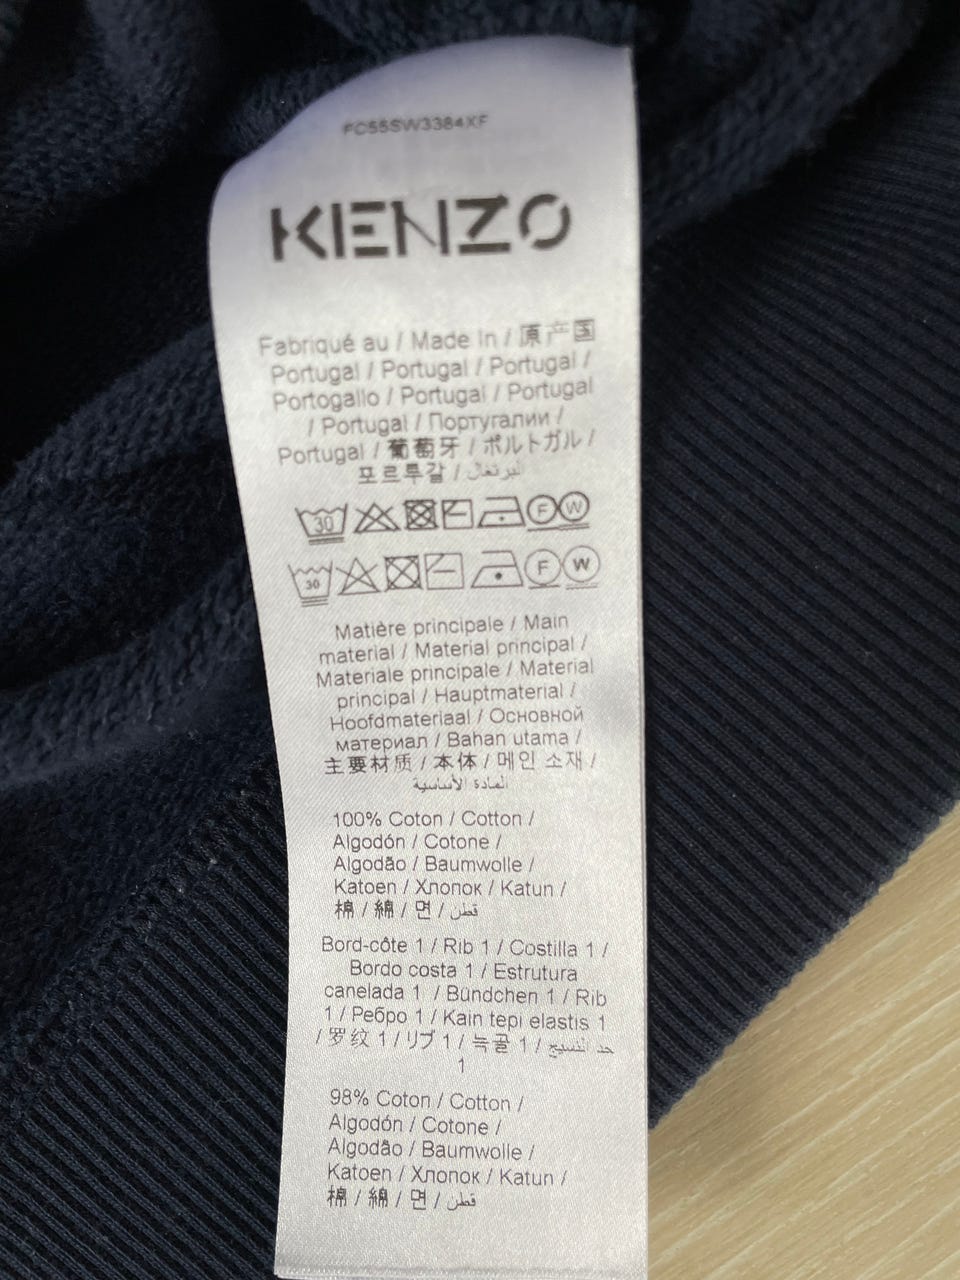 FC55SW3384XF
KENZO
Fabriqué au / Made In / 原产国
Portugal / Portugal / Portugal /
Portogallo / Portugal / Portugal
/ Portugal / Португалии /
Portugal / 葡萄牙 / ポルトガル /
포르투갈 / البرتغال
30 F W
30 F W
Matière principale / Main
material / Material principal /
Materiale principale / Material
principal / Hauptmaterial /
Hoofdmateriaal / Основной
материал / Bahan utama /
主要材质 / 本体 / 메인 소재 /
المادة الأساسية
100% Coton / Cotton /
Algodón / Cotone /
Algodão / Baumwolle /
Katoen / Хлопок / Katun /
棉 / 綿 / 면 / قطن
Bord-côte 1 / Rib 1 / Costilla 1 /
Bordo costa 1 / Estrutura
canelada 1 / Bündchen 1 / Rib
1 / Ребро 1 / Kain tepi elastis 1
/ 罗纹 1 / リブ 1 / 늑골 1 / حد النسيج
1
98% Coton / Cotton /
Algodón / Cotone /
Algodão / Baumwolle /
Katoen / Хлопок / Katun /
棉 / 綿 / 면 / قطن